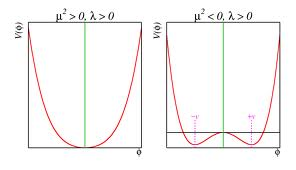 μ² > 0, λ > 0
V(ϕ)
ϕ
μ² < 0, λ > 0
V(ϕ)
-v
+v
ϕ